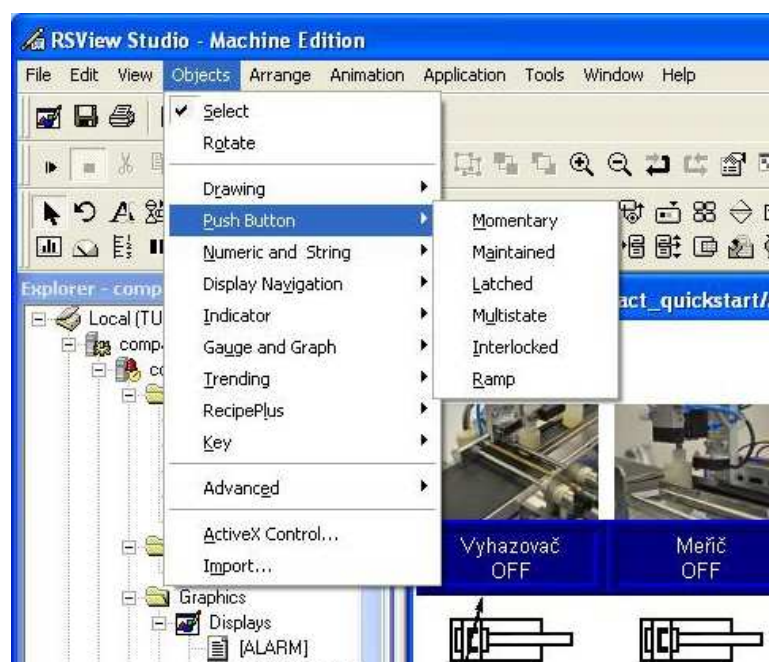 RSView Studio - Machine Edition
File Edit View Objects Arrange Animation Application Tools Window Help
Select
Rotate
Drawing
Push Button
Numeric and String
Display Navigation
Indicator
Gauge and Graph
Trending
RecipePlus
Key
Advanced
ActiveX Control...
Import...
Momentary
Maintained
Latched
Multistate
Interlocked
Ramp
Explorer - comp
act_quickstart/
Local (TU
comp
Vyhazovač
OFF
Meřič
OFF
Graphics
Displays
[ALARM]